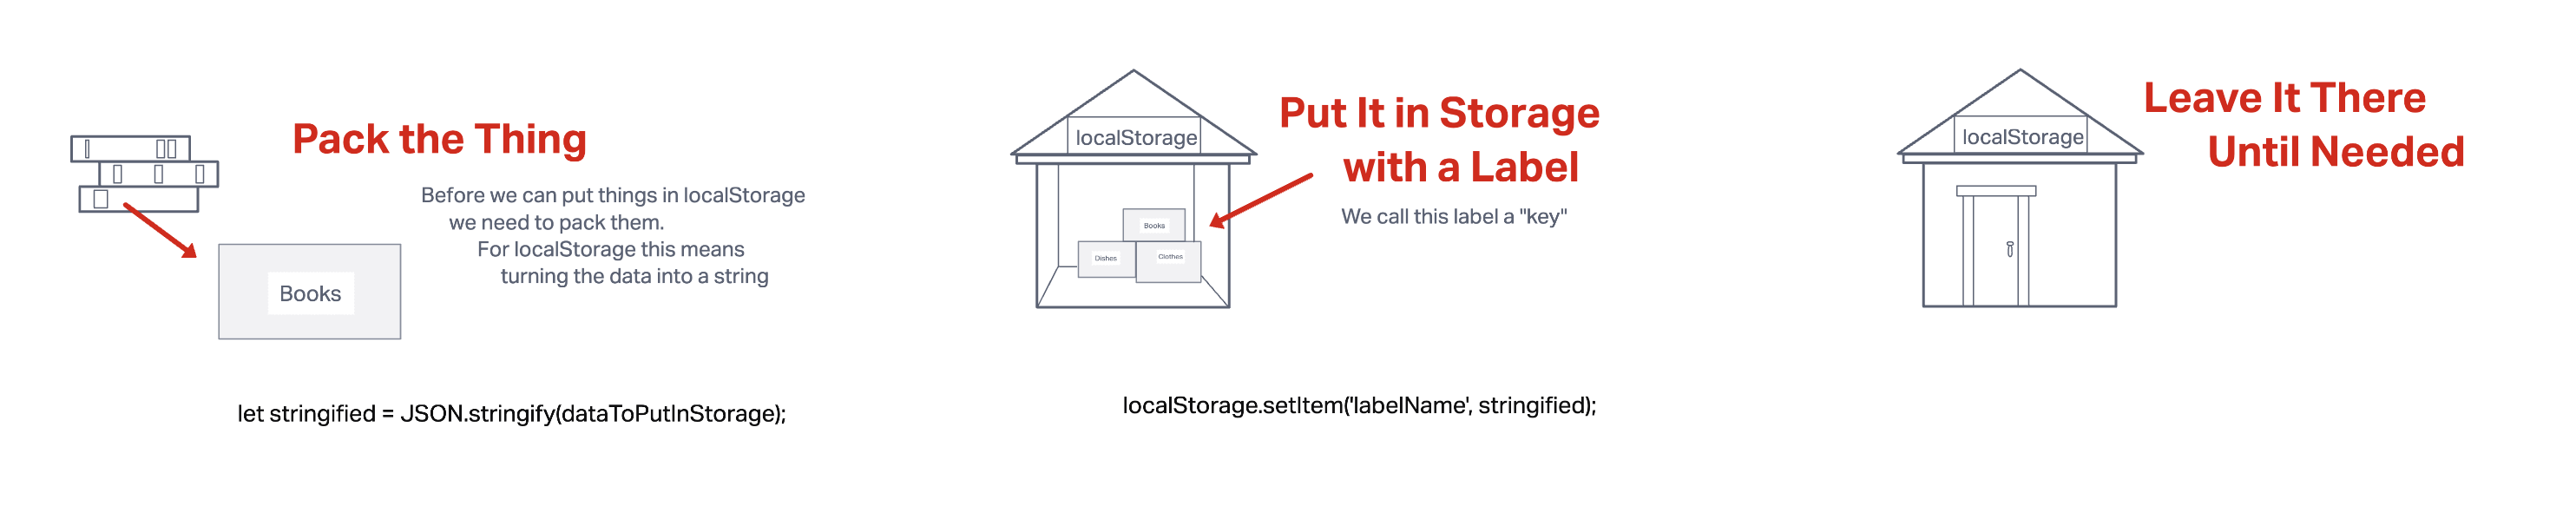 Pack the Thing
Before we can put things in localStorage
we need to pack them.
For localStorage this means
turning the data into a string
Books
let stringified = JSON.stringify(dataToPutInStorage);
localStorage
Put It in Storage
with a Label
We call this label a "key"
Books
Dishes
Clothes
localStorage.setItem('labelName', stringified);
localStorage
Leave It There
Until Needed